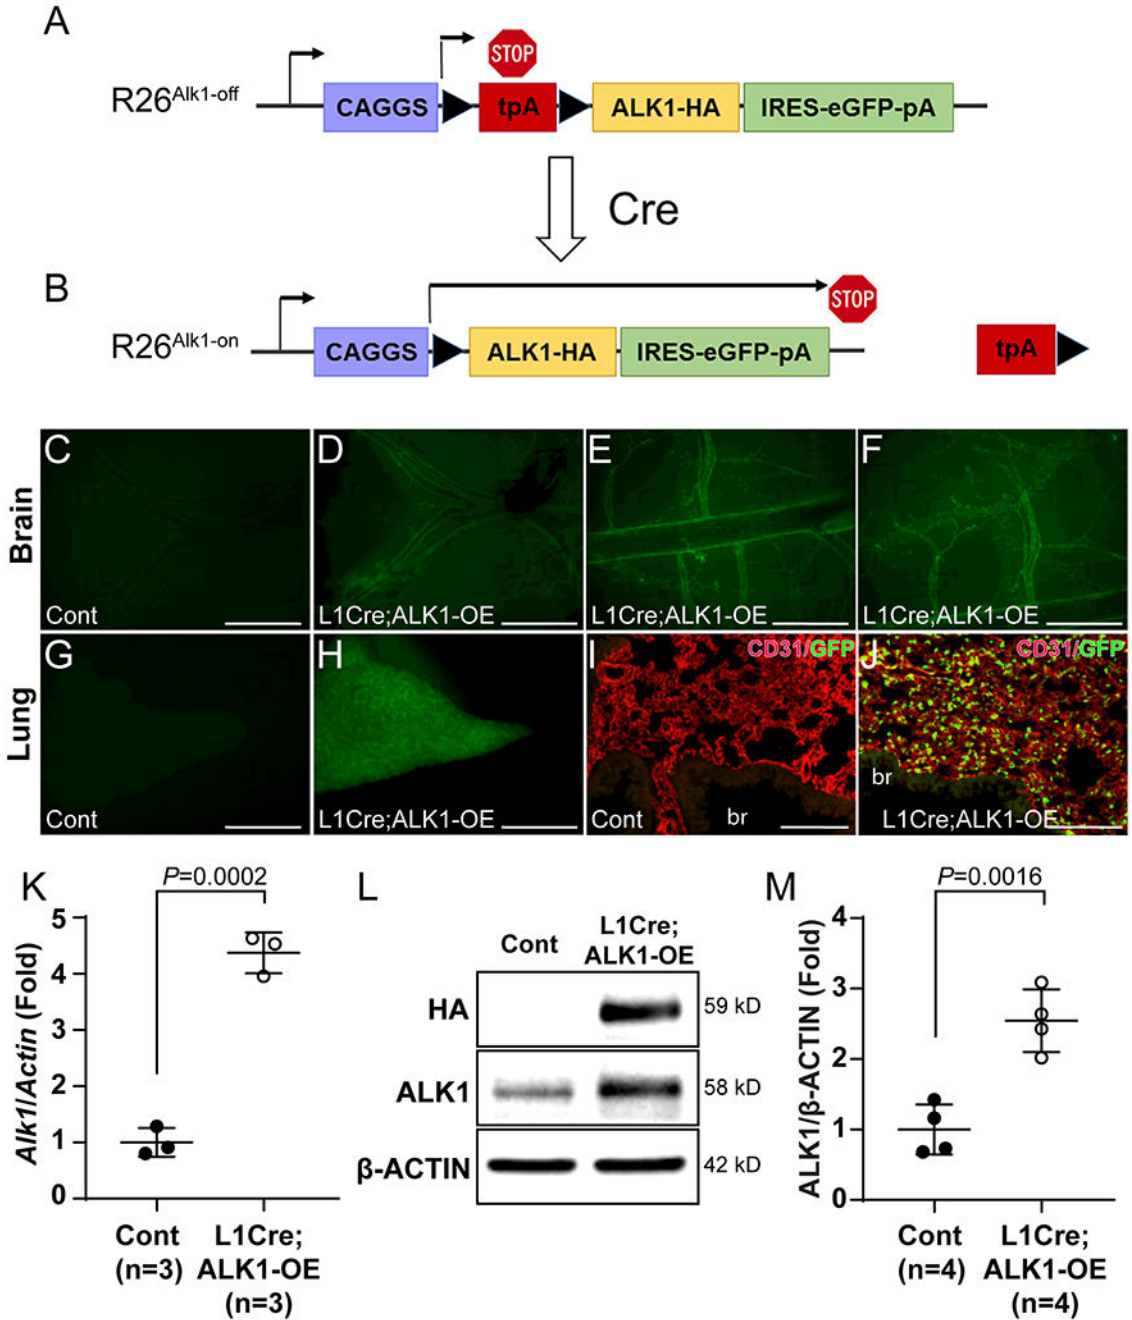 A
STOP
R26Alk1-off
CAGGS
tpA
ALK1-HA
IRES-eGFP-pA
Cre
B
STOP
R26Alk1-on
CAGGS
ALK1-HA
IRES-eGFP-pA
tpA
Brain
C
Cont
D
L1Cre;ALK1-OE
E
L1Cre;ALK1-OE
F
L1Cre;ALK1-OE
Lung
G
Cont
H
L1Cre;ALK1-OE
I
CD31/GFP
Cont
br
J
CD31/GFP
br
L1Cre;ALK1-OE
K
P=0.0002
Alk1/Actin (Fold)
5
4
3
2
1
0
Cont
(n=3)
L1Cre;
ALK1-OE
(n=3)
L
Cont
L1Cre;
ALK1-OE
HA
59 kD
ALK1
58 kD
β-ACTIN
42 kD
M
P=0.0016
ALK1/β-ACTIN (Fold)
4
3
2
1
0
Cont
(n=4)
L1Cre;
ALK1-OE
(n=4)